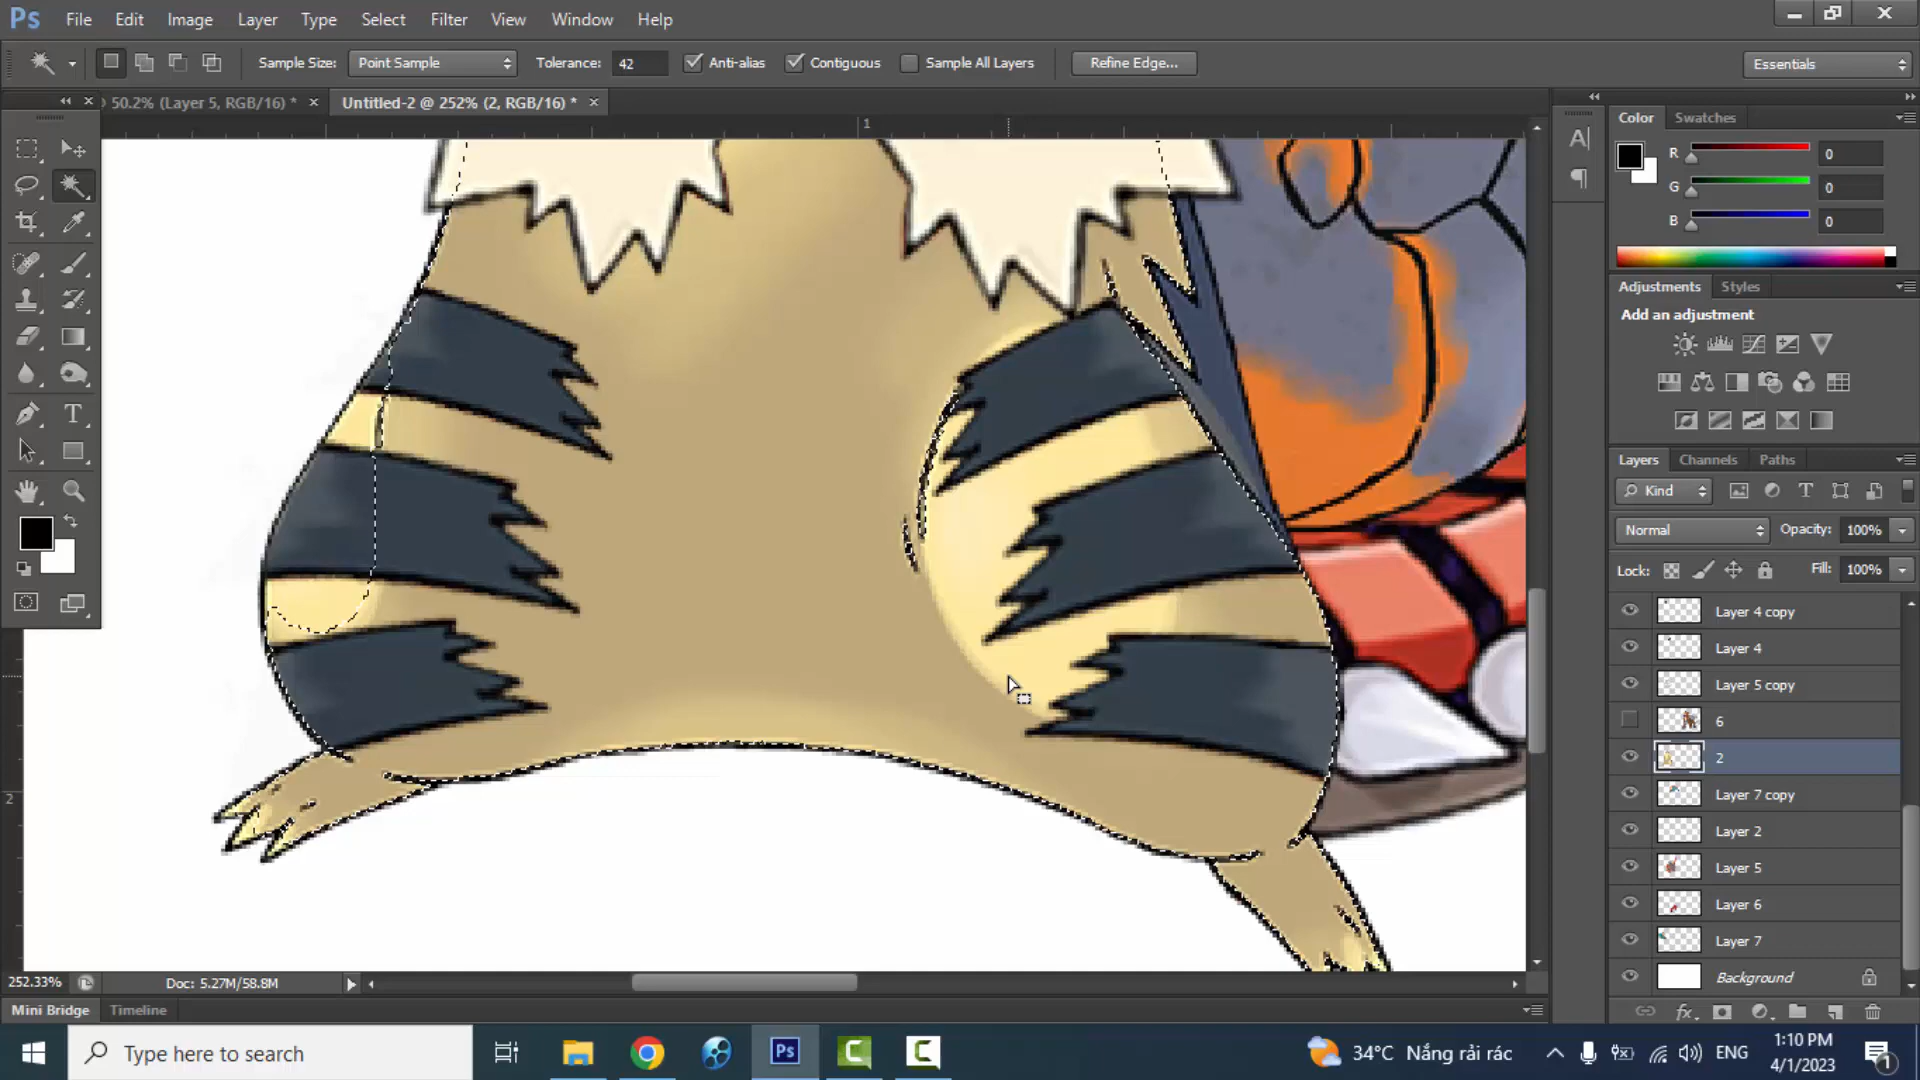 Ps File Edit Image Layer Type Select Filter View Window Help
Sample Size: Point Sample Tolerance: 42 Anti-alias Contiguous Sample All Layers Refine Edge... Essentials
50.2% (Layer 5, RGB/16) * × Untitled-2 @ 252% (2, RGB/16) * ×
1
2
Color Swatches
R 0
G 0
B 0
Adjustments Styles
Add an adjustment
Layers Channels Paths
Kind
Normal Opacity: 100%
Lock: Fill: 100%
Layer 4 copy
Layer 4
Layer 5 copy
6
2
Layer 7 copy
Layer 2
Layer 5
Layer 6
Layer 7
Background
fx
252.33% Doc: 5.27M/58.8M
Mini Bridge Timeline
Type here to search
Ps
34°C Nắng rải rác ENG
1:10 PM
4/1/2023
1